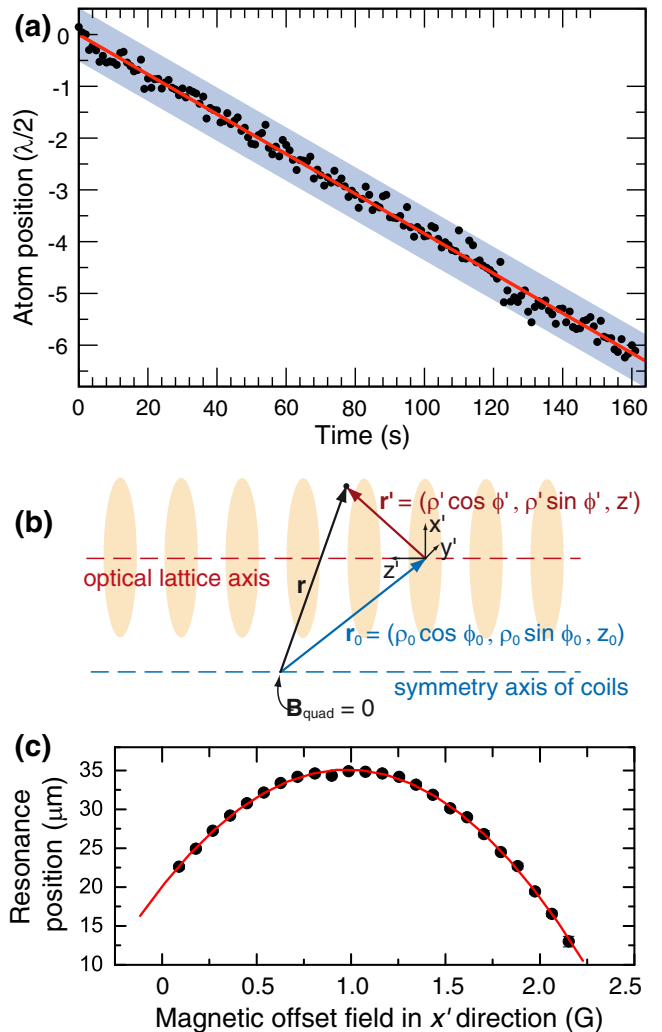 (a)
0
-1
-2
-3
-4
-5
-6
Atom position (λ/2)
0 20 40 60 80 100 120 140 160
Time (s)
(b)
r' = (ρ' cos ϕ', ρ' sin ϕ', z')
x'
y'
z'
optical lattice axis
r
r₀ = (ρ₀ cos ϕ₀, ρ₀ sin ϕ₀, z₀)
symmetry axis of coils
B_quad = 0
(c)
35
30
25
20
15
10
Resonance
position (μm)
0 0.5 1.0 1.5 2.0 2.5
Magnetic offset field in x' direction (G)